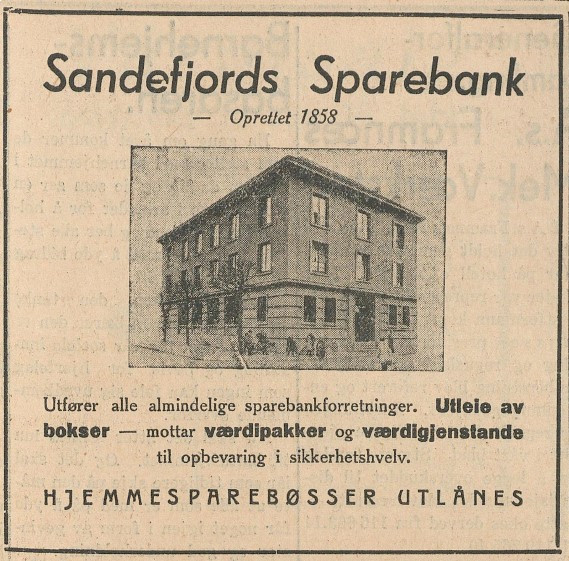 Sandefjords Sparebank
— Oprettet 1858 —
Utfører alle almindelige sparebankforretninger. Utleie av
bokser — mottar værdipakker og værdigjenstande
til opbevaring i sikkerhetshvelv.
HJEMMESPAREBØSSER UTLÅNES